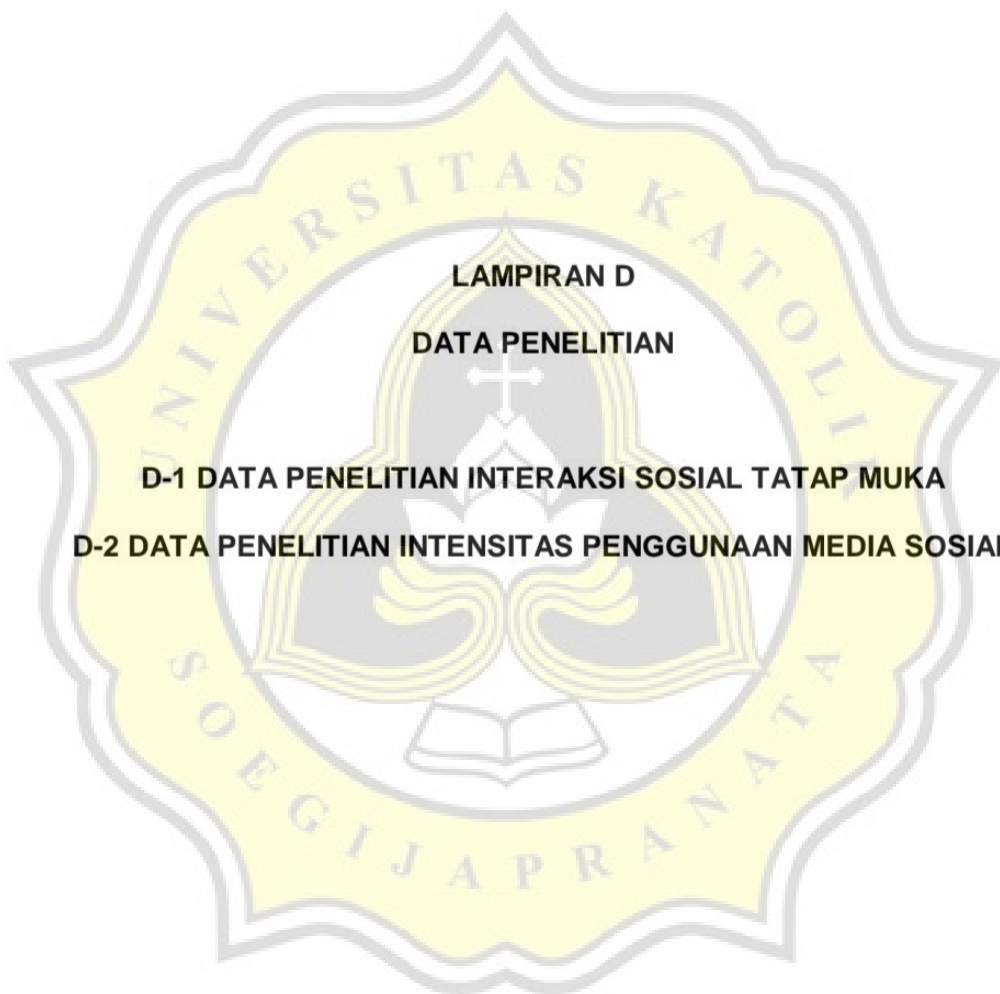 UNIVERSITAS KATOLIK
LAMPIRAN D
DATA PENELITIAN
D-1 DATA PENELITIAN INTERAKSI SOSIAL TATAP MUKA
D-2 DATA PENELITIAN INTENSITAS PENGGUNAAN MEDIA SOSIAL
SOEGIJAPRANATA